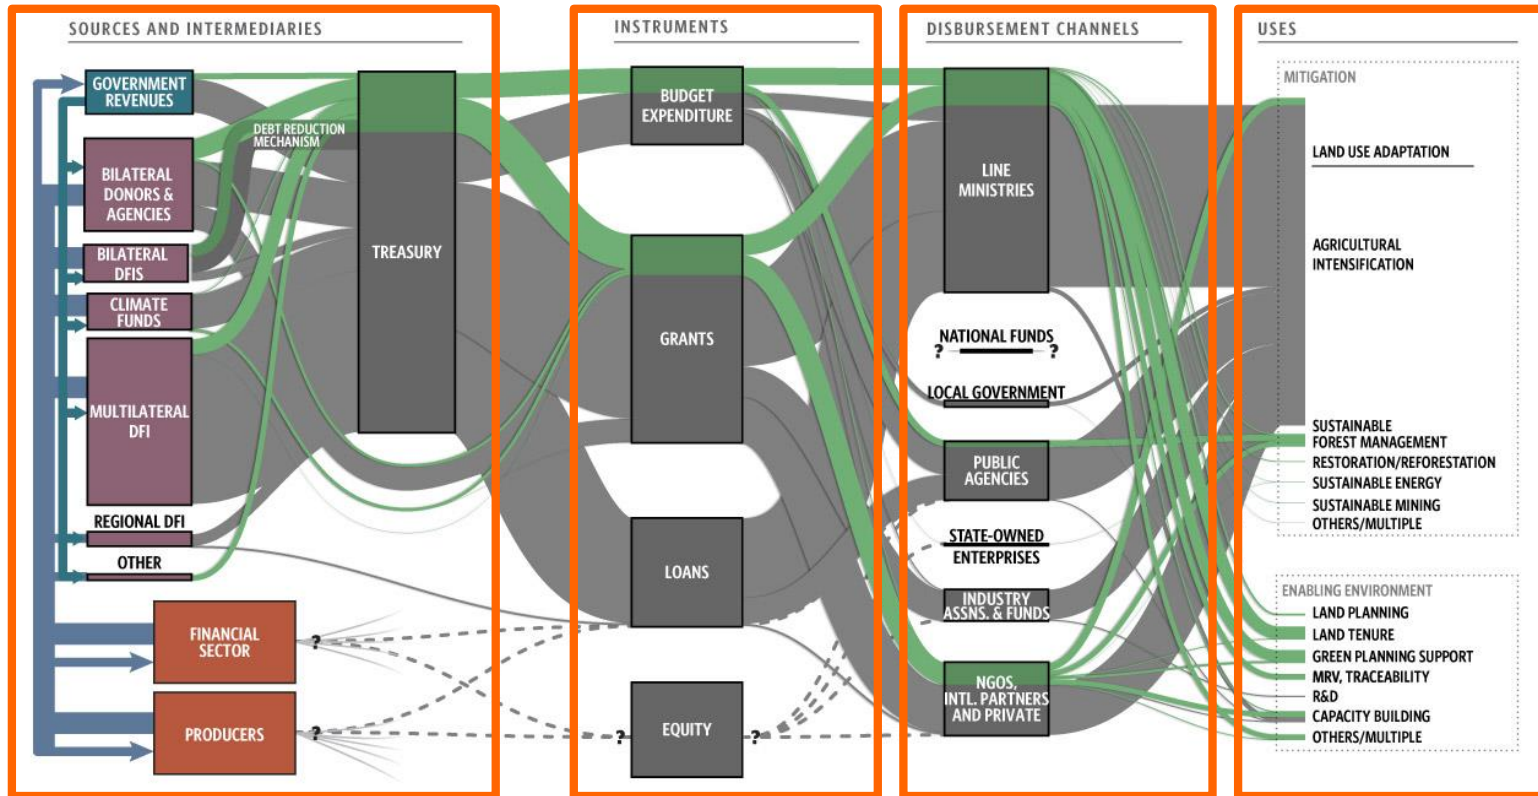 SOURCES AND INTERMEDIARIES
GOVERNMENT
REVENUES
BILATERAL
DONORS &
AGENCIES
BILATERAL
DFIS
CLIMATE
FUNDS
MULTILATERAL
DFI
REGIONAL DFI
OTHER
FINANCIAL
SECTOR
?
PRODUCERS
?
DEBT REDUCTION
MECHANISM
TREASURY
INSTRUMENTS
BUDGET
EXPENDITURE
GRANTS
LOANS
? EQUITY ?
DISBURSEMENT CHANNELS
LINE
MINISTRIES
NATIONAL FUNDS
? ?
LOCAL GOVERNMENT
PUBLIC
AGENCIES
STATE-OWNED
ENTERPRISES
INDUSTRY
ASSNS. & FUNDS
NGOS,
INTL. PARTNERS
AND PRIVATE
USES
MITIGATION
LAND USE ADAPTATION
AGRICULTURAL
INTENSIFICATION
SUSTAINABLE
FOREST MANAGEMENT
RESTORATION/REFORESTATION
SUSTAINABLE ENERGY
SUSTAINABLE MINING
OTHERS/MULTIPLE
ENABLING ENVIRONMENT
LAND PLANNING
LAND TENURE
GREEN PLANNING SUPPORT
MRV, TRACEABILITY
R&D
CAPACITY BUILDING
OTHERS/MULTIPLE